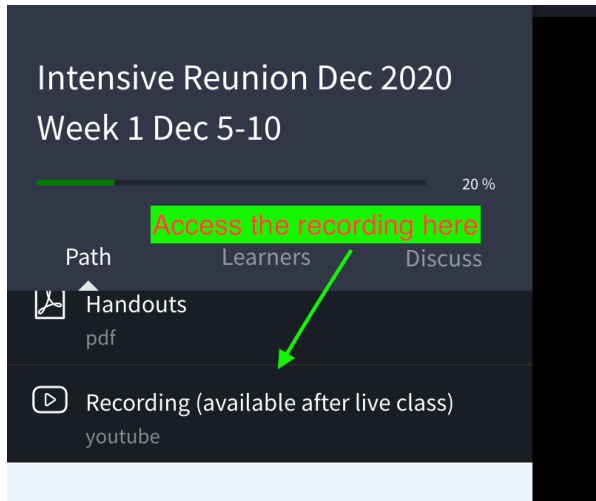 Intensive Reunion Dec 2020
Week 1 Dec 5-10
20 %
Access the recording here
Path Learners Discuss
Handouts
pdf
Recording (available after live class)
youtube